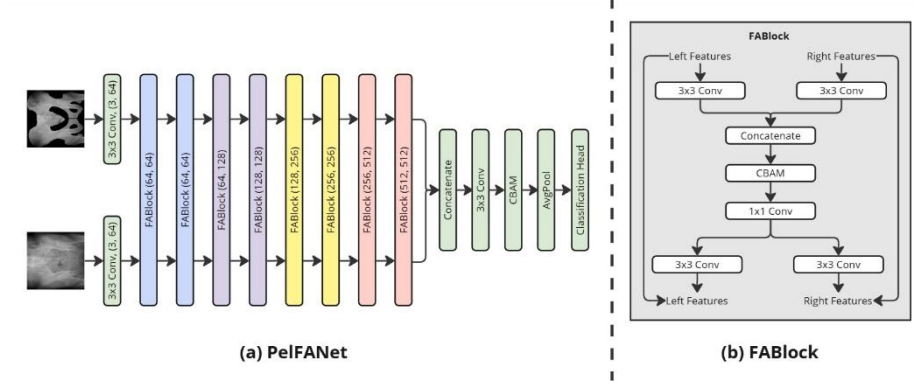 3x3 Conv, (3, 64)
3x3 Conv, (3, 64)
FABlock (64, 64)
FABlock (64, 64)
FABlock (64, 128)
FABlock (128, 128)
FABlock (128, 256)
FABlock (256, 256)
FABlock (256, 512)
FABlock (512, 512)
Concatenate
3x3 Conv
CBAM
AvgPool
Classification Head
(a) PelFANet
FABlock
Left Features
Right Features
3x3 Conv
3x3 Conv
Concatenate
CBAM
1x1 Conv
3x3 Conv
3x3 Conv
Left Features
Right Features
(b) FABlock